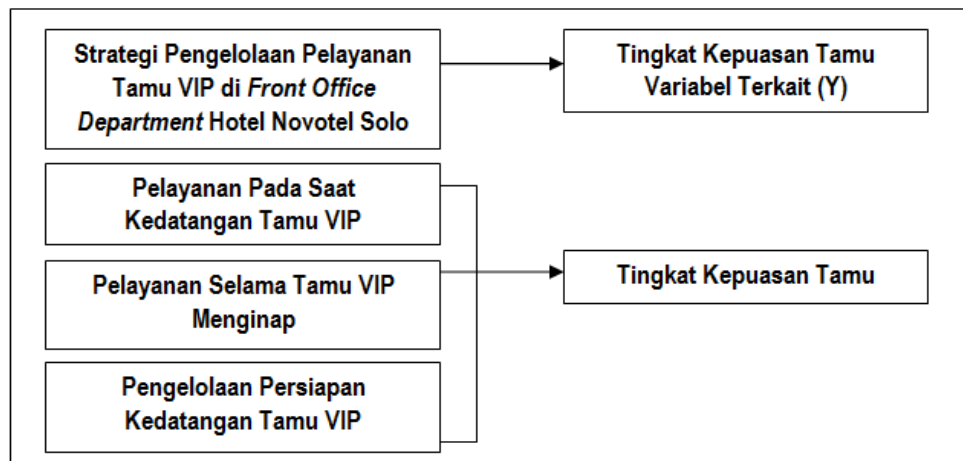 Strategi Pengelolaan Pelayanan
Tamu VIP di Front Office
Department Hotel Novotel Solo
Tingkat Kepuasan Tamu
Variabel Terkait (Y)
Pelayanan Pada Saat
Kedatangan Tamu VIP
Pelayanan Selama Tamu VIP
Menginap
Pengelolaan Persiapan
Kedatangan Tamu VIP
Tingkat Kepuasan Tamu